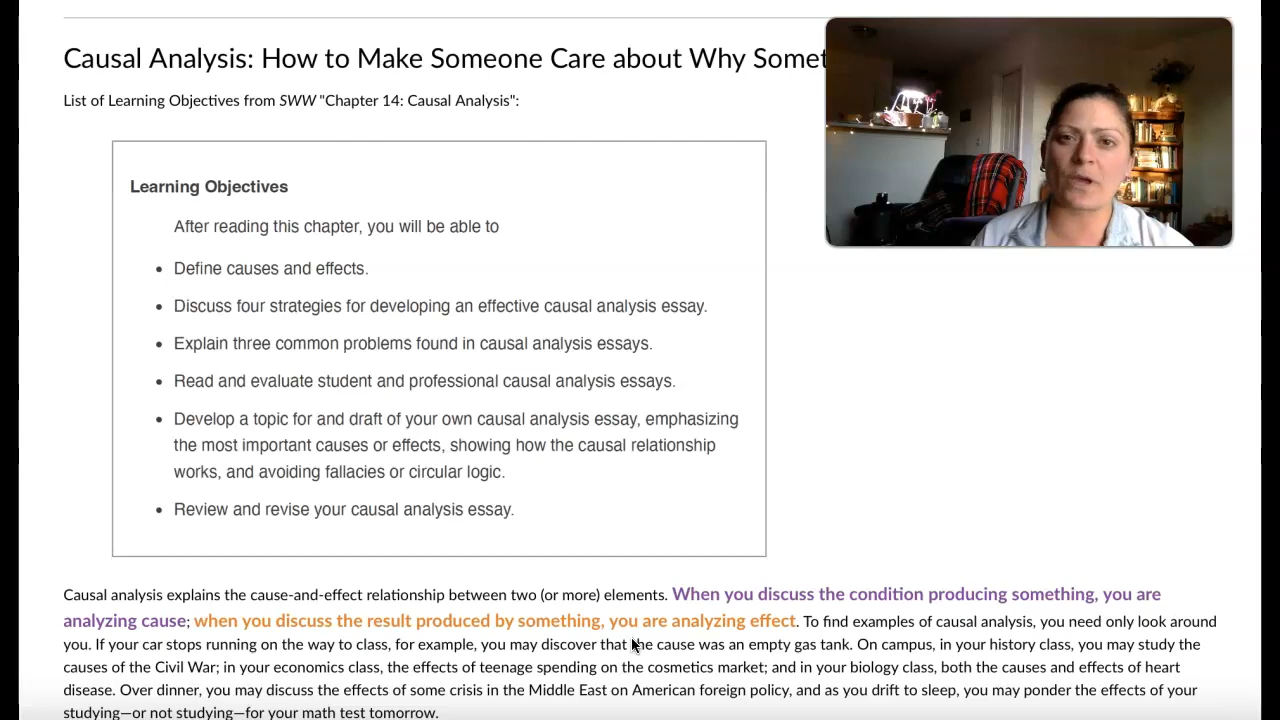 Causal Analysis: How to Make Someone Care about Why
List of Learning Objectives from SWW "Chapter 14: Causal Analysis":
Learning Objectives
After reading this chapter, you will be able to
• Define causes and effects.
• Discuss four strategies for developing an effective causal analysis essay.
• Explain three common problems found in causal analysis essays.
• Read and evaluate student and professional causal analysis essays.
• Develop a topic for and draft of your own causal analysis essay, emphasizing
the most important causes or effects, showing how the causal relationship
works, and avoiding fallacies or circular logic.
• Review and revise your causal analysis essay.
Causal analysis explains the cause-and-effect relationship between two (or more) elements. When you discuss the condition producing something, you are
analyzing cause; when you discuss the result produced by something, you are analyzing effect. To find examples of causal analysis, you need only look around
you. If your car stops running on the way to class, for example, you may discover that the cause was an empty gas tank. On campus, in your history class, you may study the
causes of the Civil War; in your economics class, the effects of teenage spending on the cosmetics market; and in your biology class, both the causes and effects of heart
disease. Over dinner, you may discuss the effects of some crisis in the Middle East on American foreign policy, and as you drift to sleep, you may ponder the effects of your
studying—or not studying—for your math test tomorrow.